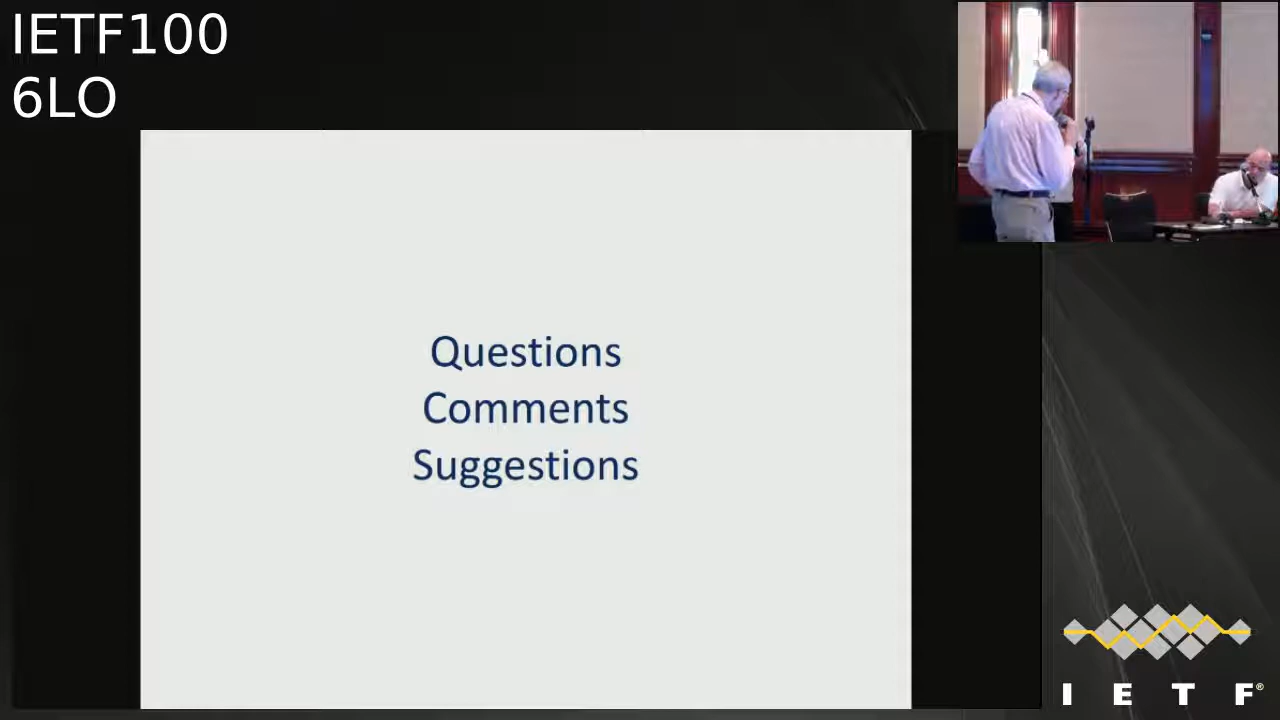 IETF100
6LO
Questions
Comments
Suggestions
I E T F®